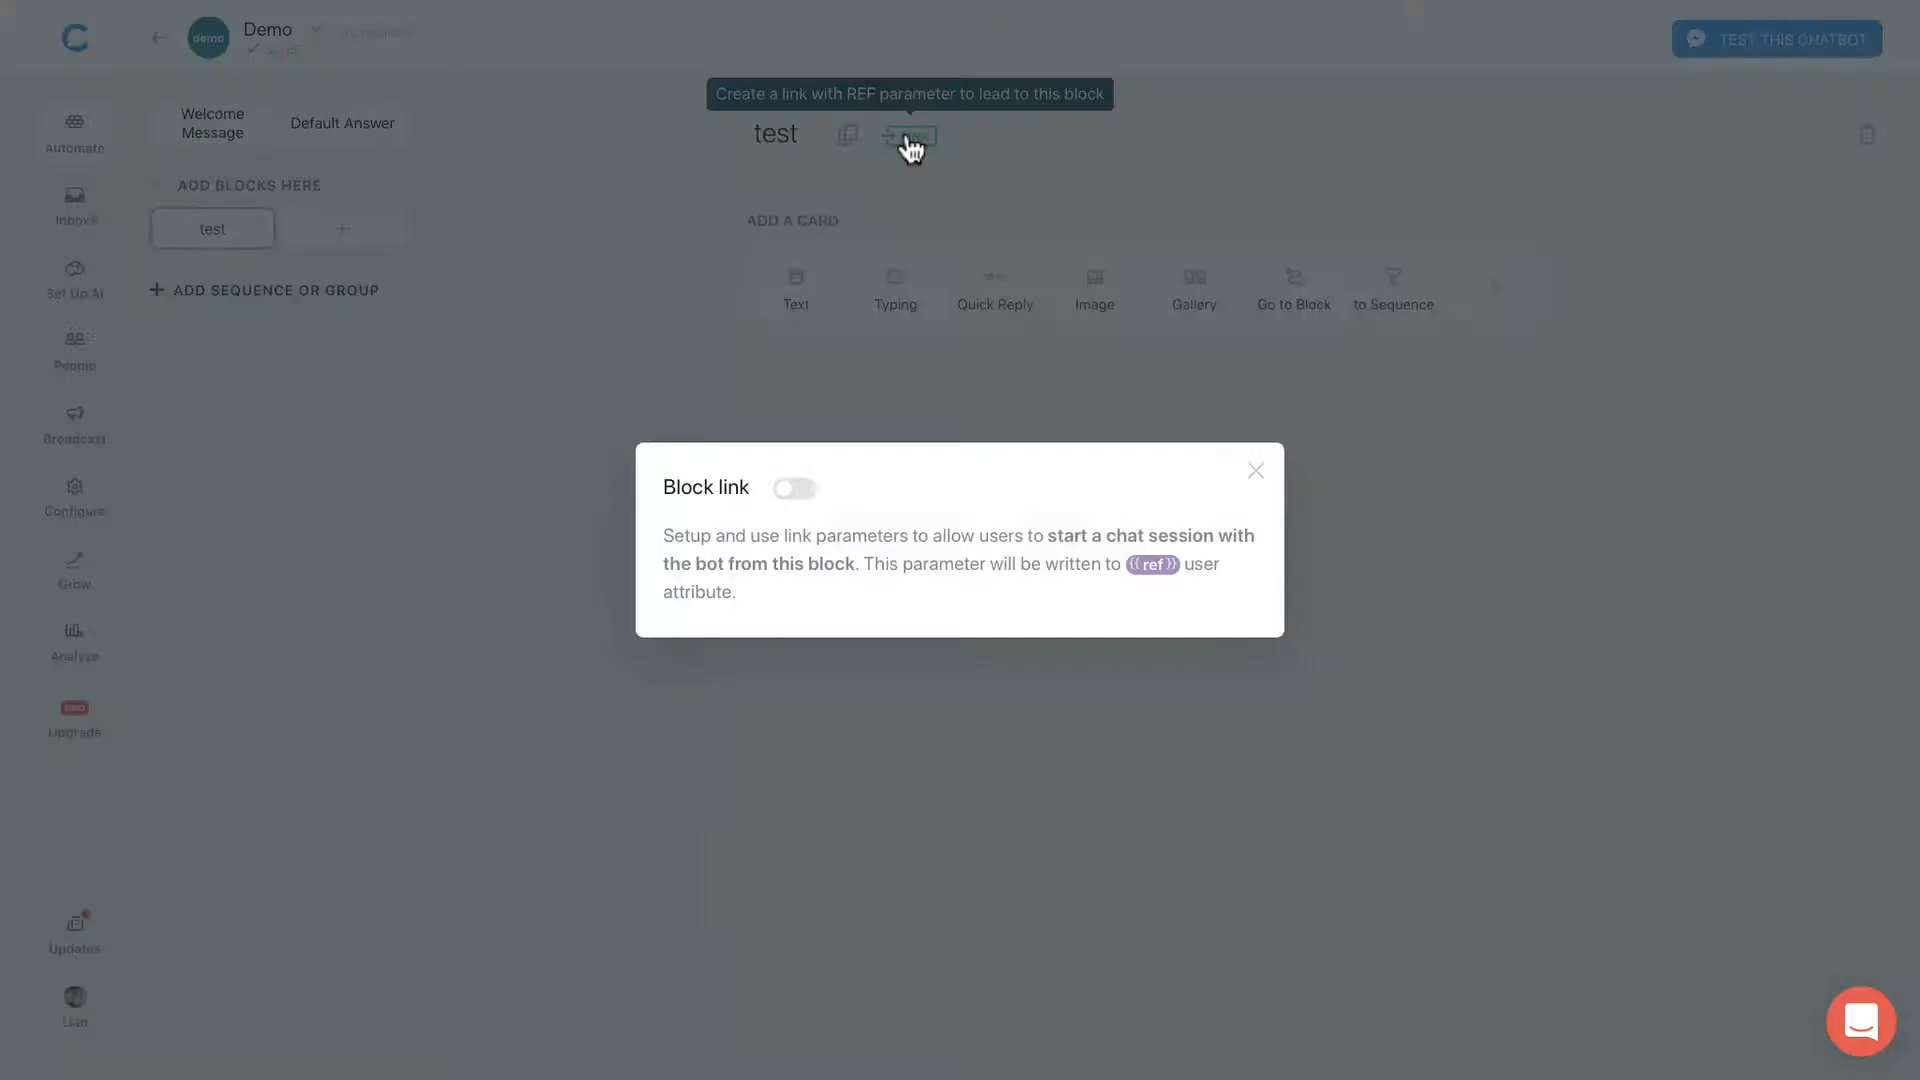 demo
Demo
TEST THIS CHATBOT
Create a link with REF parameter to lead to this block
test
Automate
Inbox
Set Up AI
People
Broadcast
Configure
Grow
Analyze
PRO
Upgrade
Updates
Lian
Welcome
Message
Default Answer
ADD BLOCKS HERE
test
+
+ ADD SEQUENCE OR GROUP
ADD A CARD
Text
Typing
Quick Reply
Image
Gallery
Go to Block
to Sequence
Block link
Setup and use link parameters to allow users to start a chat session with
the bot from this block. This parameter will be written to {{ ref }} user
attribute.